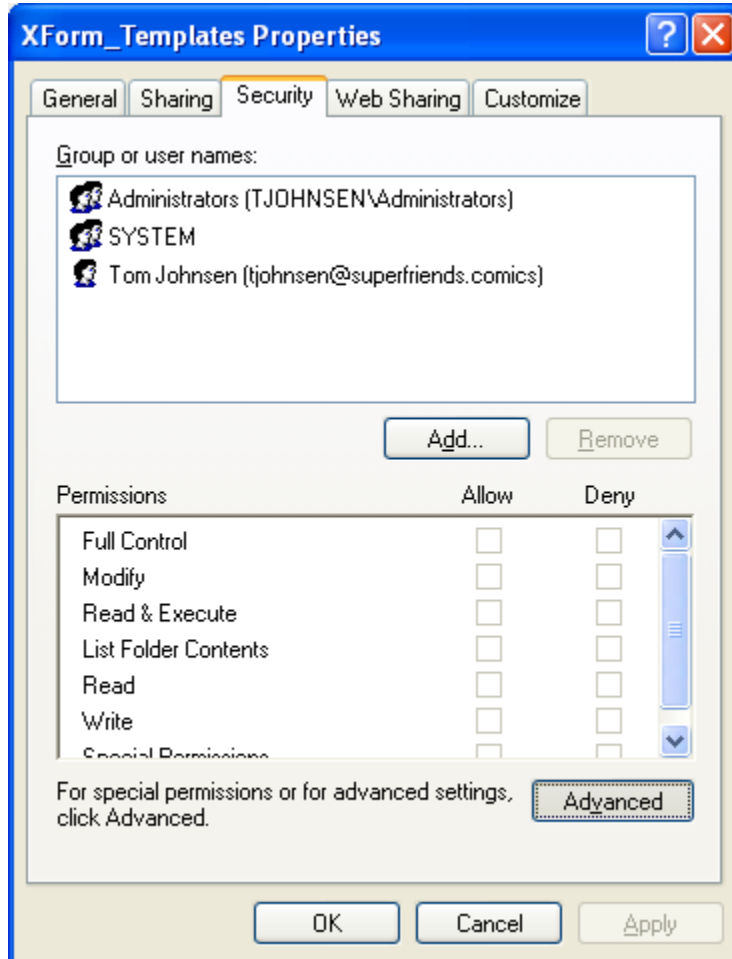 XForm_Templates Properties
General Sharing Security Web Sharing Customize
Group or user names:
Administrators (TJOHNSEN\Administrators)
SYSTEM
Tom Johnsen (tjohnsen@superfriends.comics)
Add... Remove
Permissions Allow Deny
Full Control
Modify
Read & Execute
List Folder Contents
Read
Write
Special Permissions
For special permissions or for advanced settings, click Advanced.
Advanced
OK Cancel Apply